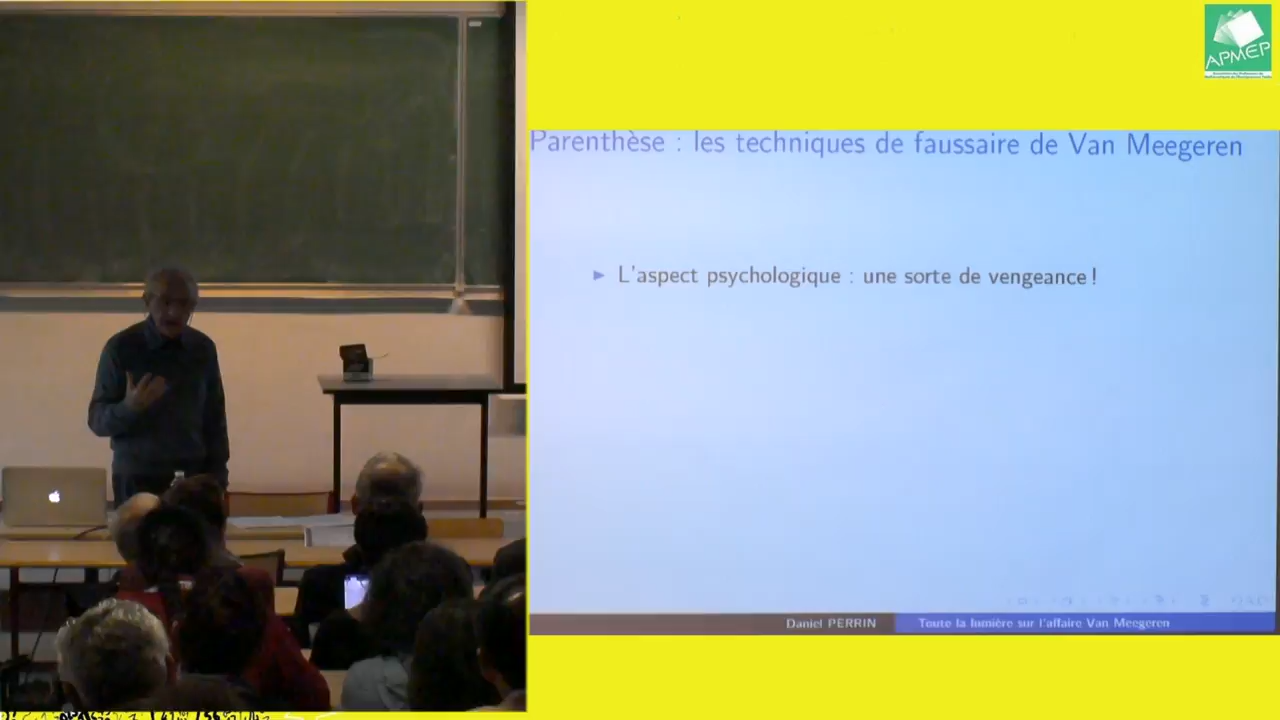 APMEP
Parenthèse : les techniques de faussaire de Van Meegeren
L'aspect psychologique : une sorte de vengeance !
Daniel PERRIN
Toute la lumière sur l'affaire Van Meegeren